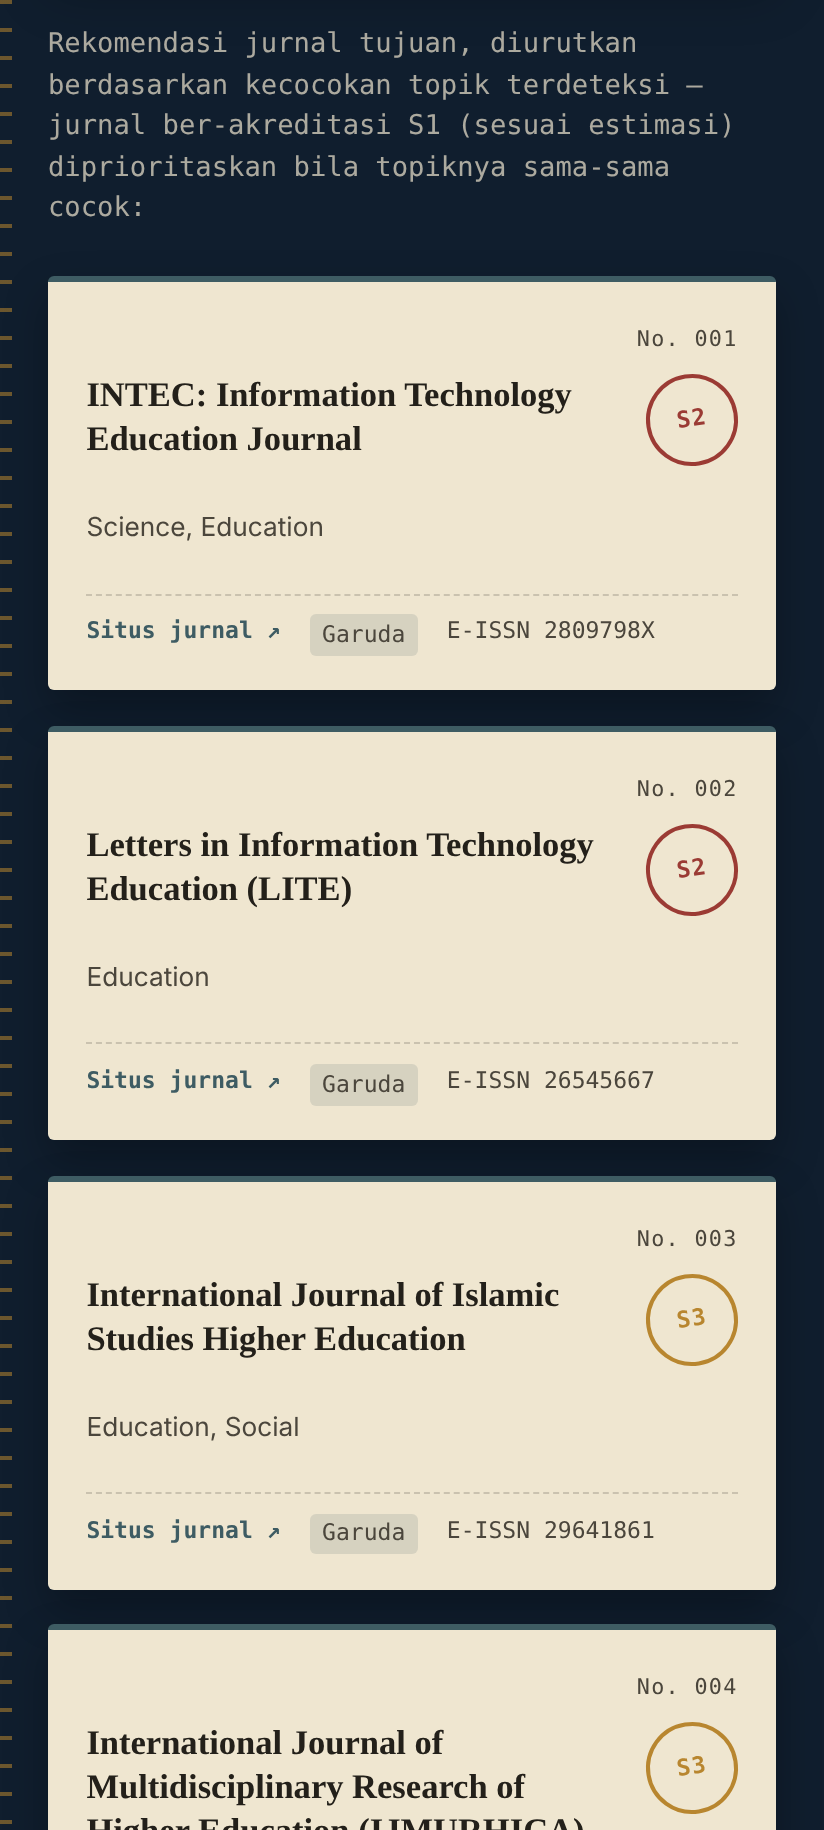 Rekomendasi jurnal tujuan, diurutkan
berdasarkan kecocokan topik terdeteksi —
jurnal ber-akreditasi S1 (sesuai estimasi)
diprioritaskan bila topiknya sama-sama
cocok:
No. 001
INTEC: Information Technology
Education Journal
S2
Science, Education
Situs jurnal ↗ Garuda E-ISSN 2809798X
No. 002
Letters in Information Technology
Education (LITE)
S2
Education
Situs jurnal ↗ Garuda E-ISSN 26545667
No. 003
International Journal of Islamic
Studies Higher Education
S3
Education, Social
Situs jurnal ↗ Garuda E-ISSN 29641861
No. 004
International Journal of
Multidisciplinary Research of
S3
Higher Education (IJMURHICA)